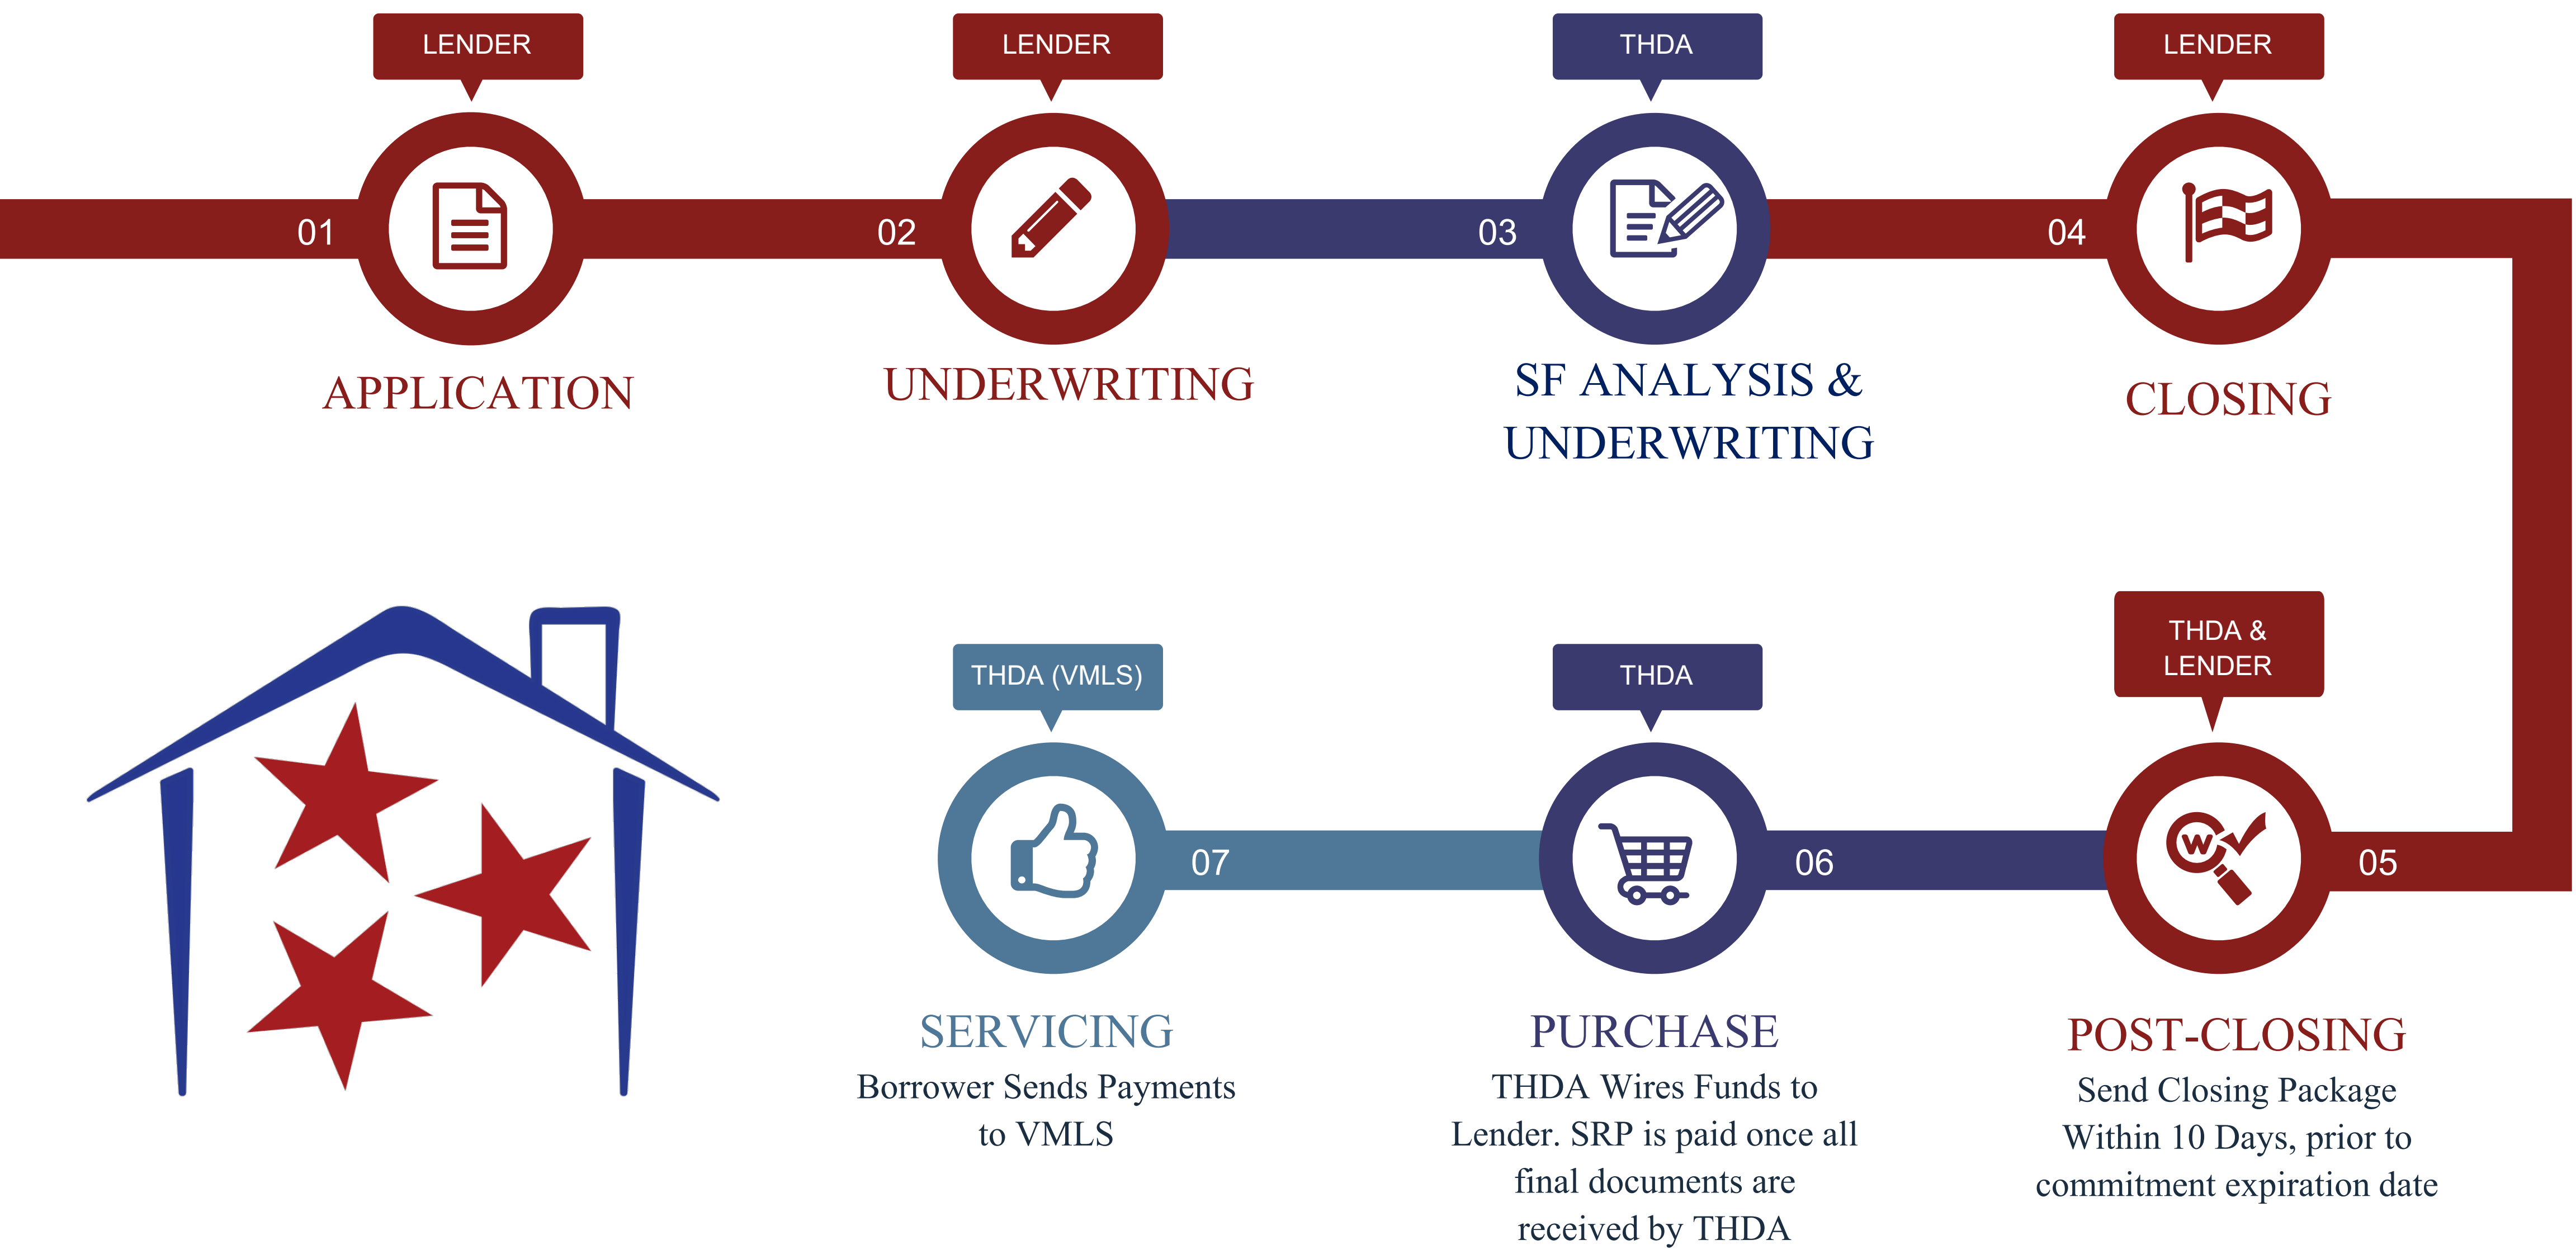 LENDER
01
APPLICATION
LENDER
02
UNDERWRITING
THDA
03
SF ANALYSIS &
UNDERWRITING
LENDER
04
CLOSING
THDA &
LENDER
W
05
POST-CLOSING
Send Closing Package
Within 10 Days, prior to
commitment expiration date
THDA
06
PURCHASE
THDA Wires Funds to
Lender. SRP is paid once all
final documents are
received by THDA
THDA (VMLS)
07
SERVICING
Borrower Sends Payments
to VMLS